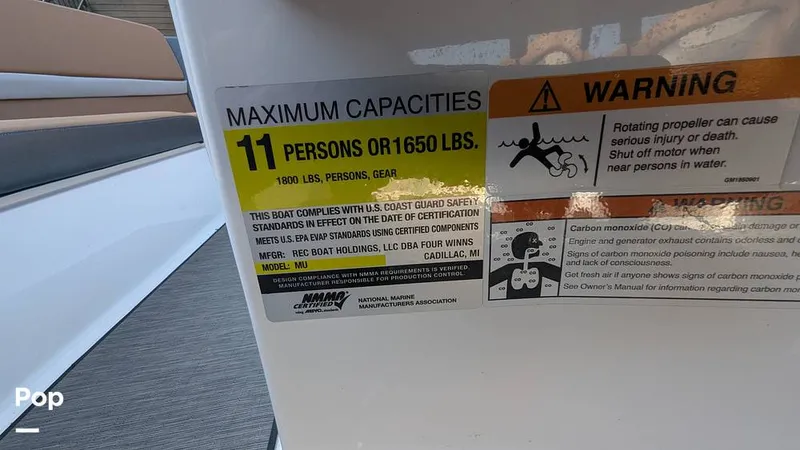 MAXIMUM CAPACITIES
11 PERSONS OR 1650 LBS.
1800 LBS, PERSONS, GEAR
THIS BOAT COMPLIES WITH U.S. COAST GUARD SAFETY
STANDARDS IN EFFECT ON THE DATE OF CERTIFICATION
MEETS U.S. EPA EVAP STANDARDS USING CERTIFIED COMPONENTS
MFGR: REC BOAT HOLDINGS, LLC DBA FOUR WINNS
CADILLAC, MI
MODEL: MU
DESIGN COMPLIANCE WITH NMMA REQUIREMENTS IS VERIFIED.
MANUFACTURER RESPONSIBLE FOR PRODUCTION CONTROL.
NMMA
CERTIFIED
NATIONAL MARINE
MANUFACTURERS ASSOCIATION
WARNING
Rotating propeller can cause
serious injury or death.
Shut off motor when
near persons in water.
WARNING
Carbon monoxide (CO) can damage or
Engine and generator exhaust contains odorless and
Signs of carbon monoxide poisoning include nausea,
and lack of consciousness.
Get fresh air if anyone shows signs of carbon monoxide
See Owner's Manual for information regarding carbon
Pop